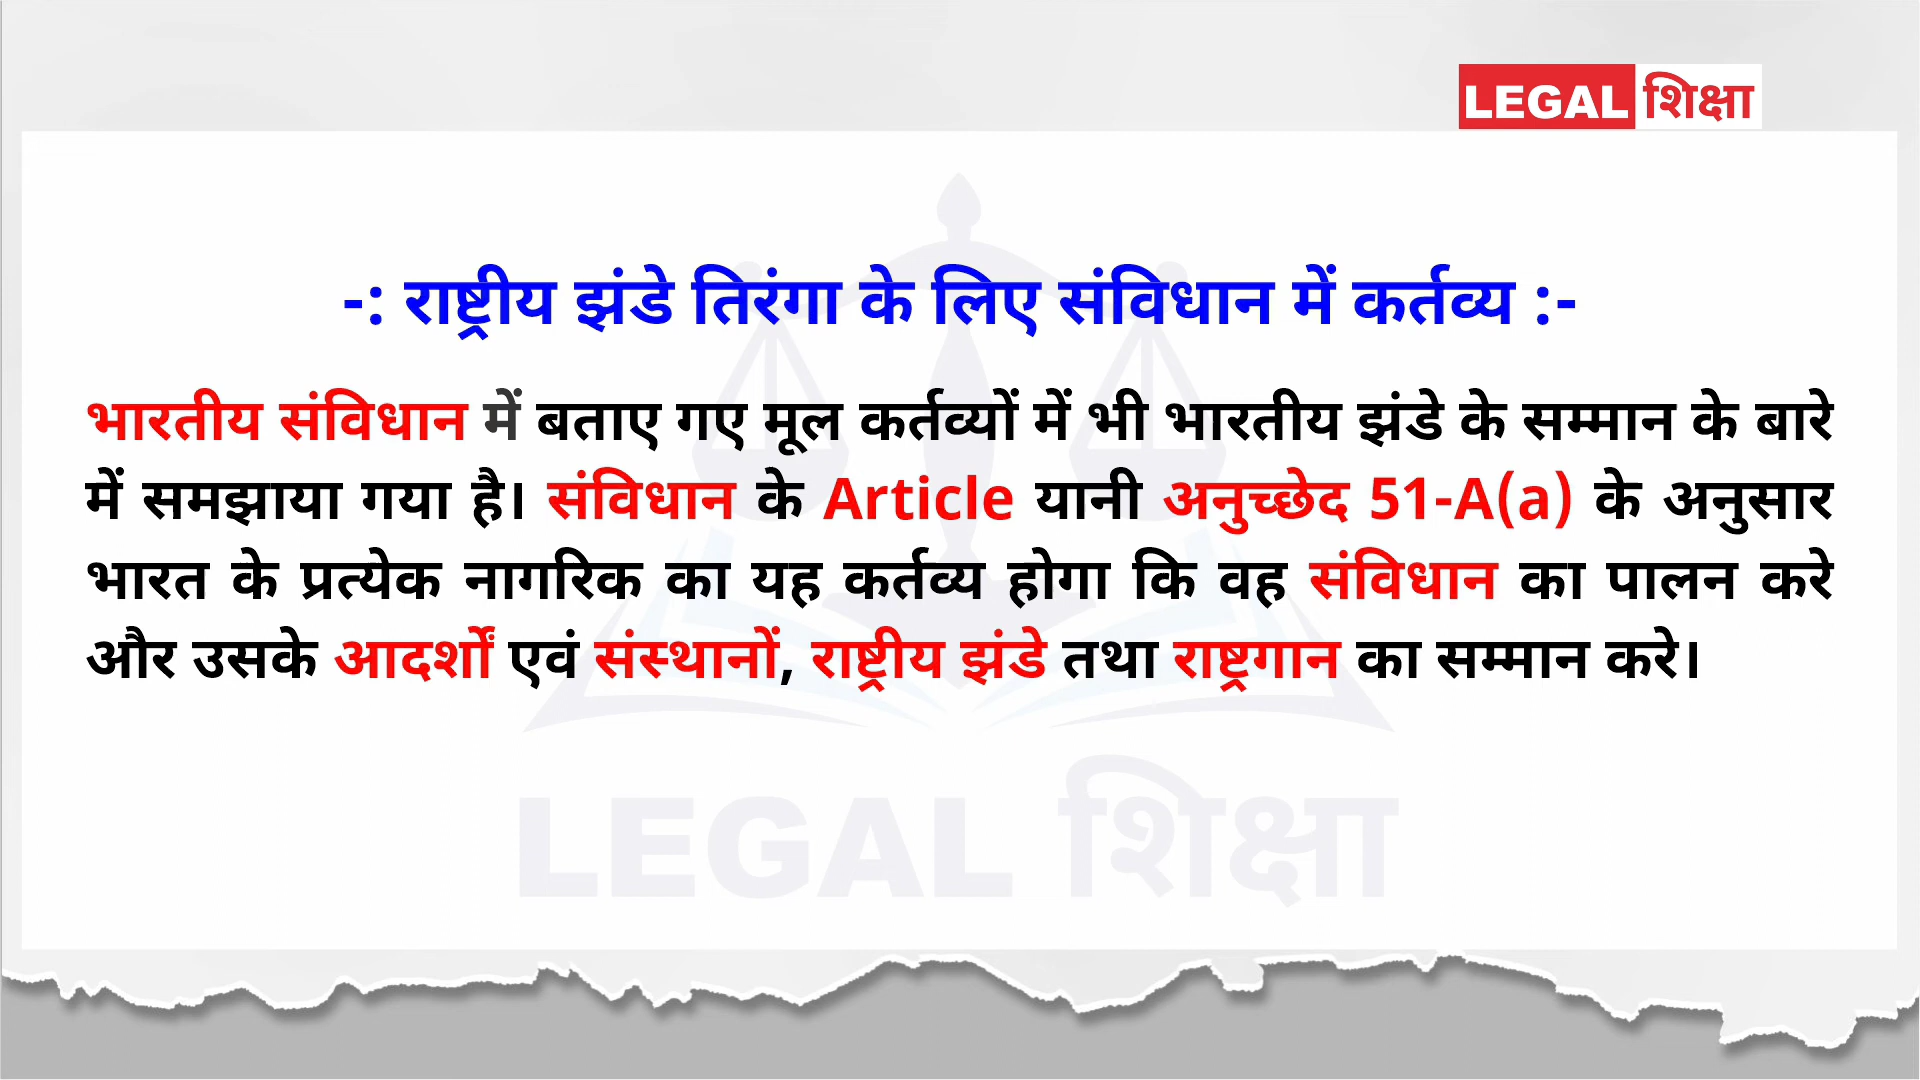 LEGAL शिक्षा
-: राष्ट्रीय झंडे तिरंगा के लिए संविधान में कर्तव्य :-
भारतीय संविधान में बताए गए मूल कर्तव्यों में भी भारतीय झंडे के सम्मान के बारे
में समझाया गया है। संविधान के Article यानी अनुच्छेद 51-A(a) के अनुसार
भारत के प्रत्येक नागरिक का यह कर्तव्य होगा कि वह संविधान का पालन करे
और उसके आदर्शों एवं संस्थानों, राष्ट्रीय झंडे तथा राष्ट्रगान का सम्मान करे।
LEGAL शिक्षा